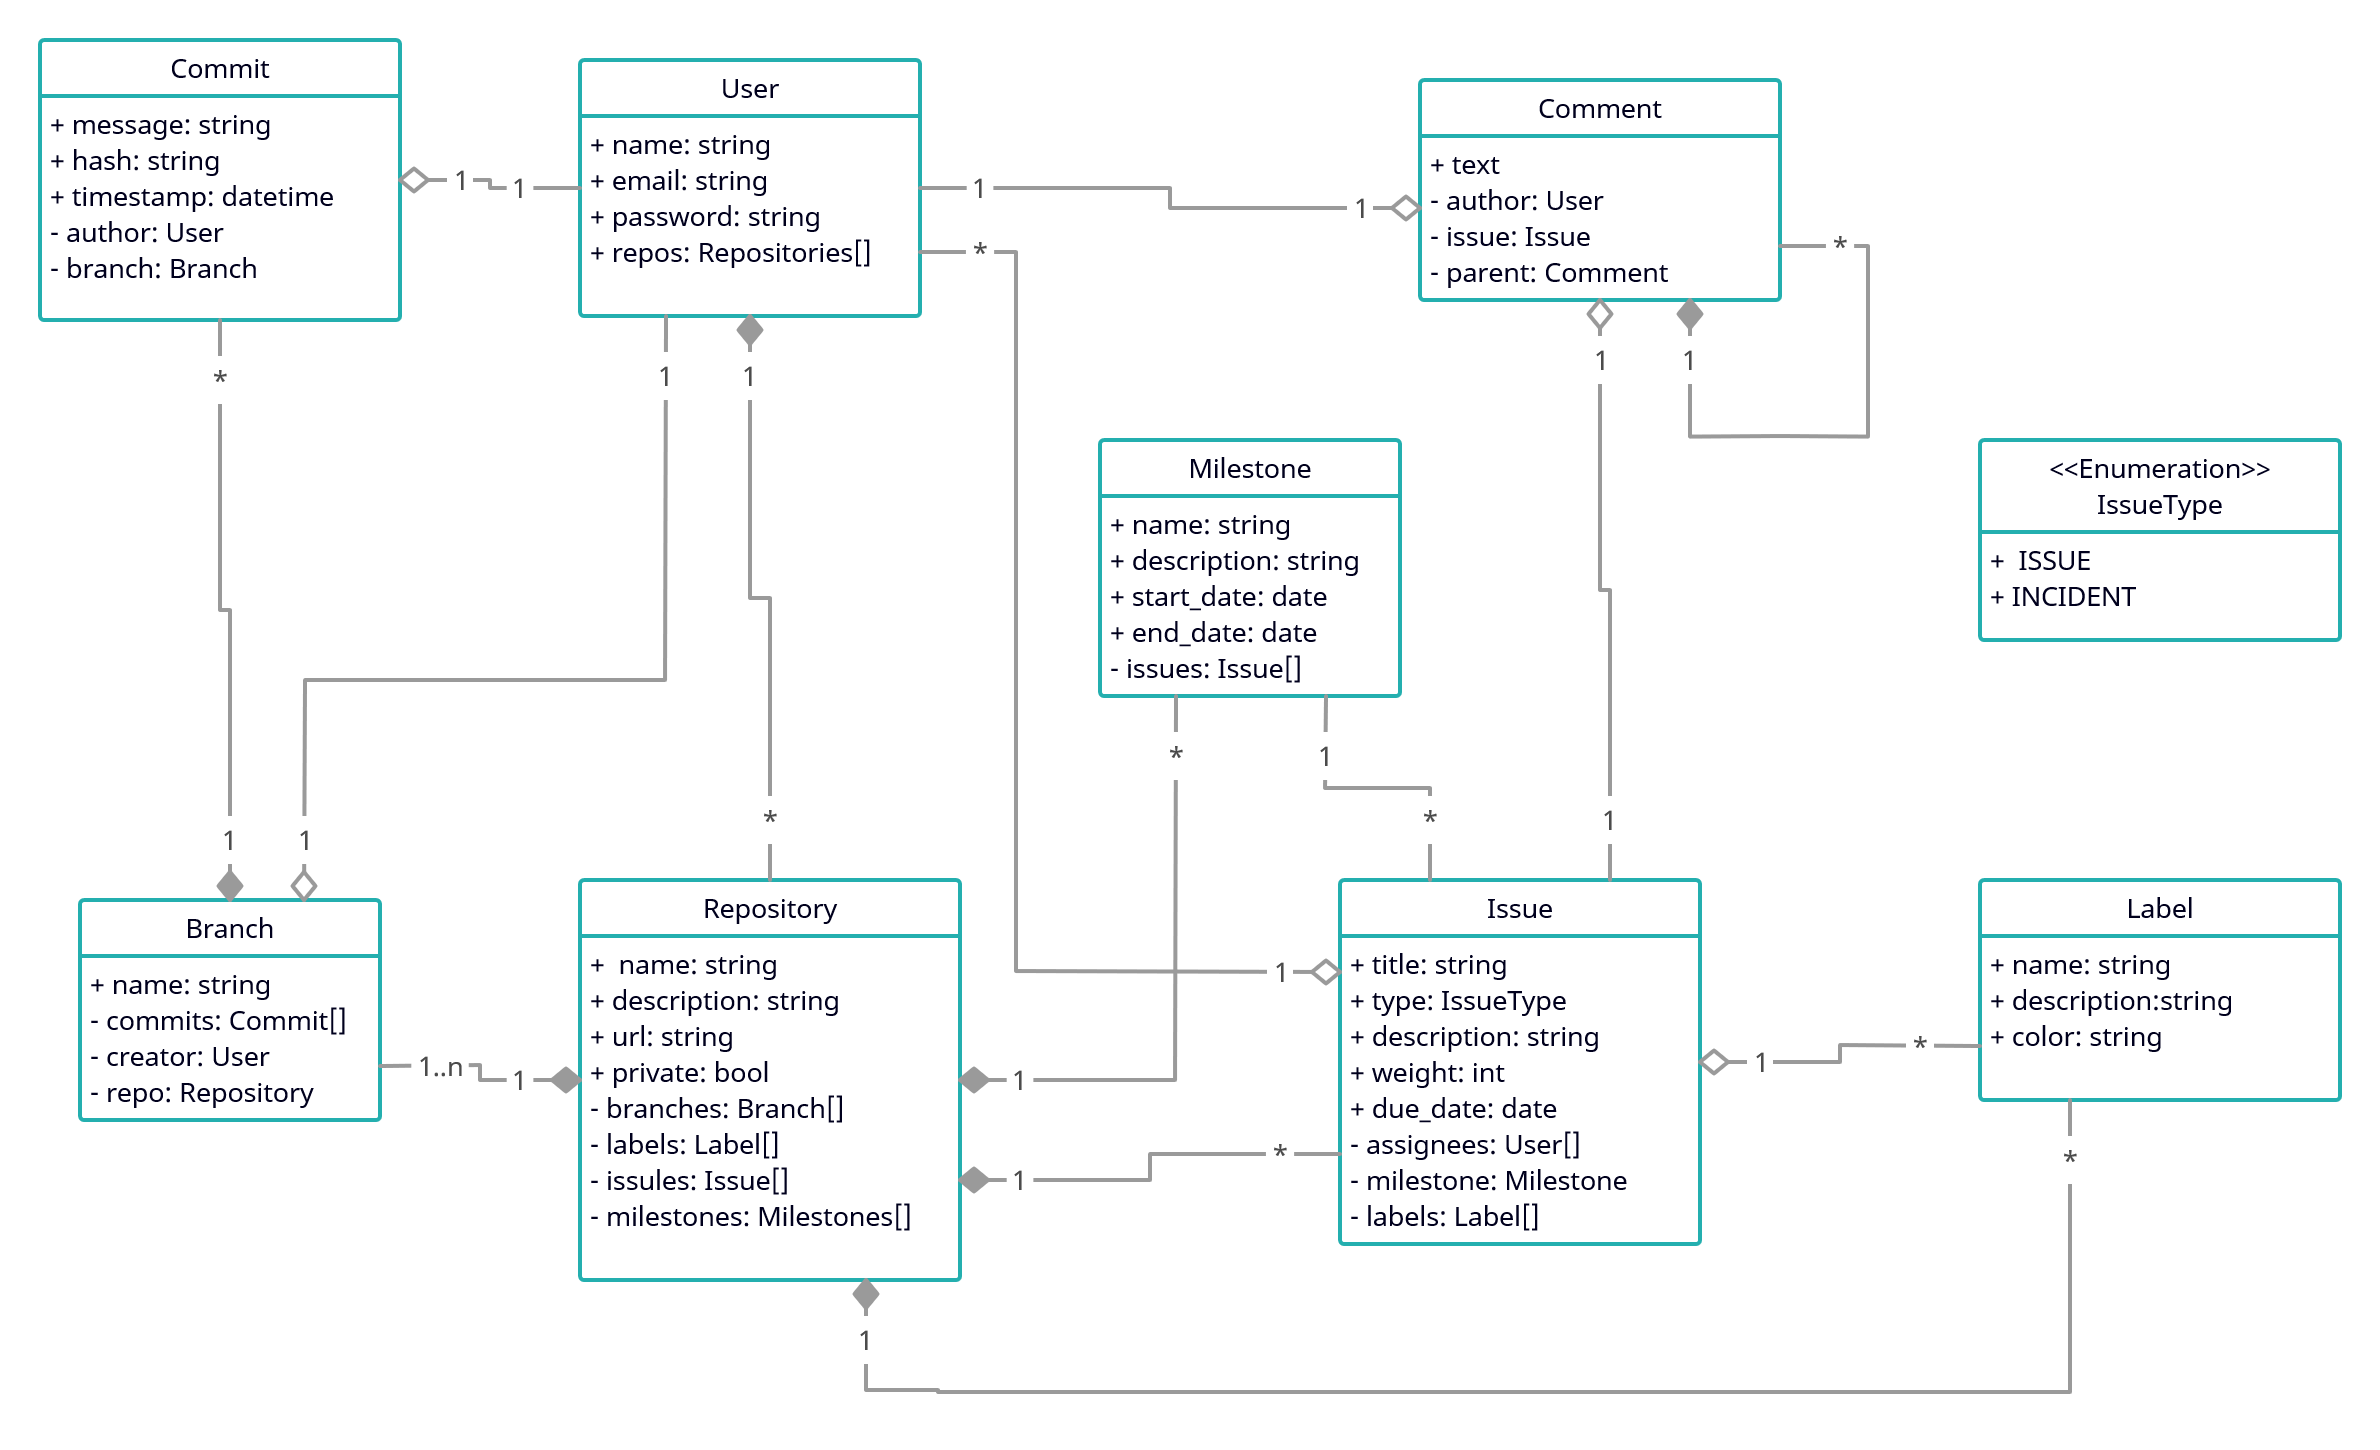 Commit
+ message: string
+ hash: string
+ timestamp: datetime
- author: User
- branch: Branch
User
+ name: string
+ email: string
+ password: string
+ repos: Repositories[]
Comment
+ text
- author: User
- issue: Issue
- parent: Comment
1
1
1
1
*
*
*
1
1
1
1
Milestone
+ name: string
+ description: string
+ start_date: date
+ end_date: date
- issues: Issue[]
<<Enumeration>>
IssueType
+  ISSUE
+ INCIDENT
*
1
1
1
*
*
1
Branch
+ name: string
- commits: Commit[]
- creator: User
- repo: Repository
1..n
1
Repository
+  name: string
+ description: string
+ url: string
+ private: bool
- branches: Branch[]
- labels: Label[]
- issules: Issue[]
- milestones: Milestones[]
1
1
*
1
Issue
+ title: string
+ type: IssueType
+ description: string
+ weight: int
+ due_date: date
- assignees: User[]
- milestone: Milestone
- labels: Label[]
1
*
Label
+ name: string
+ description:string
+ color: string
*
1